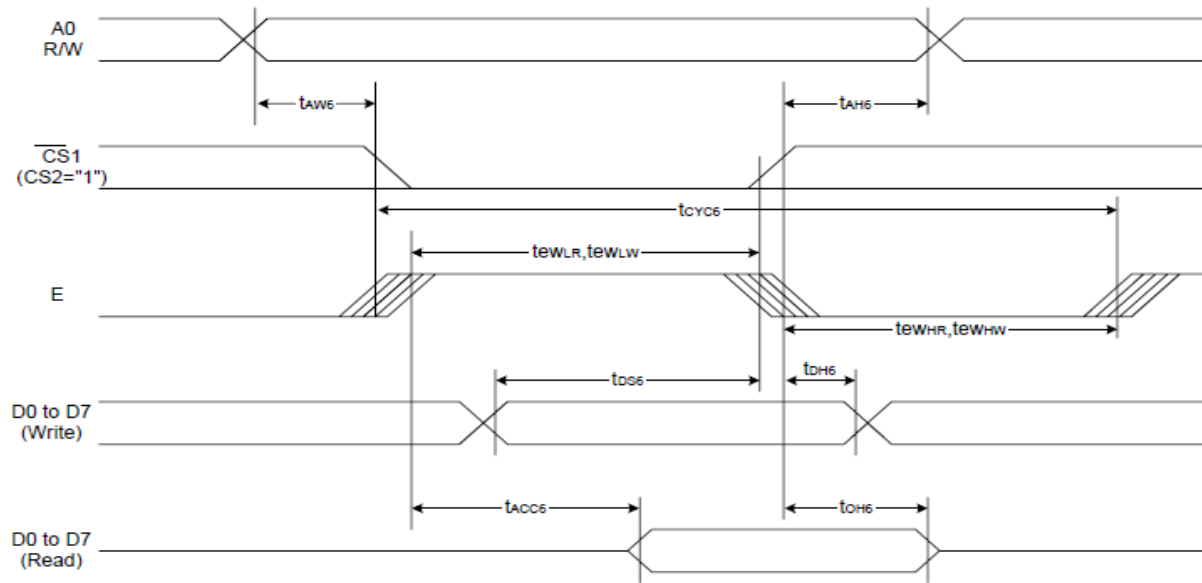 A0
R/W
tAW6
tAH6
CS1
(CS2="1")
tCYC6
tewLR,tewLW
E
tewHR,tewHW
tDS6
tDH6
D0 to D7
(Write)
tACC6
tOH6
D0 to D7
(Read)